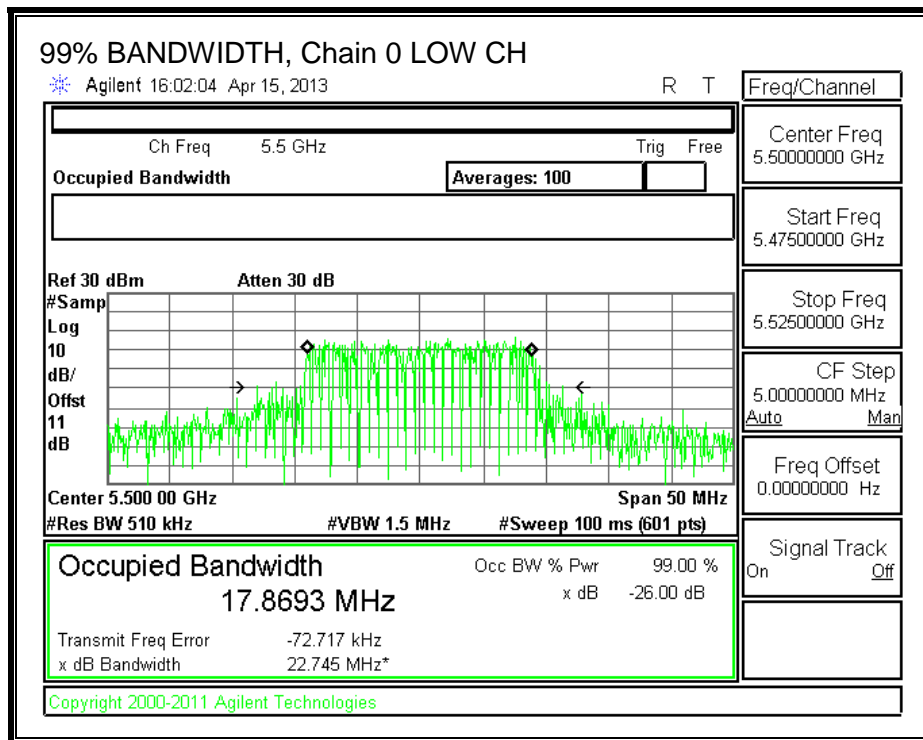 99% BANDWIDTH, Chain 0 LOW CH
Agilent 16:02:04 Apr 15, 2013 R T
Ch Freq 5.5 GHz Trig Free
Occupied Bandwidth Averages: 100
Ref 30 dBm Atten 30 dB
#Samp
Log
10
dB/
Offst
11
dB
Center 5.500 00 GHz Span 50 MHz
#Res BW 510 kHz #VBW 1.5 MHz #Sweep 100 ms (601 pts)
Occupied Bandwidth Occ BW % Pwr 99.00 %
17.8693 MHz x dB -26.00 dB
Transmit Freq Error -72.717 kHz
x dB Bandwidth 22.745 MHz*
Copyright 2000-2011 Agilent Technologies
Freq/Channel
Center Freq
5.50000000 GHz
Start Freq
5.47500000 GHz
Stop Freq
5.52500000 GHz
CF Step
5.00000000 MHz
Auto Man
Freq Offset
0.00000000 Hz
Signal Track
On Off